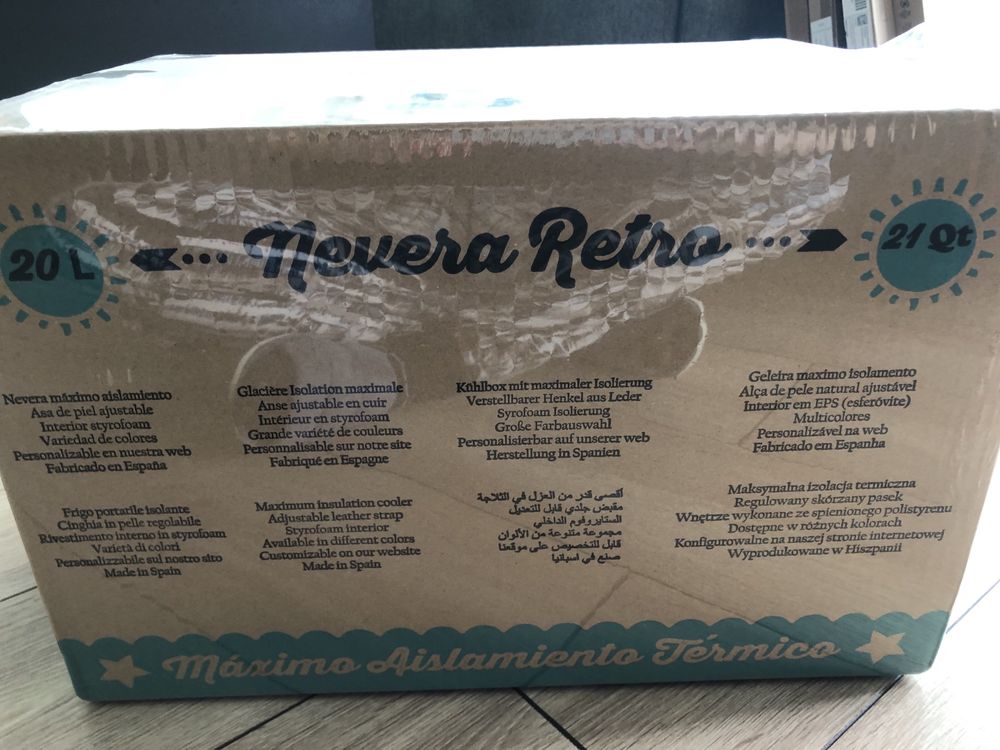 20 L
Nevera Retro
21 Qt
Nevera máximo aislamiento
Asa de piel ajustable
Interior styrofoam
Variedad de colores
Personalizable en nuestra web
Fabricado en España
Glacière Isolation maximale
Anse ajustable en cuir
Intérieur en styrofoam
Grande variété de couleurs
Personnalisable sur notre site
Fabriqué en Espagne
Kühlbox mit maximaler Isolierung
Verstellbarer Henkel aus Leder
Syrofoam Isolierung
Große Farbauswahl
Personalisierbar auf unserer web
Herstellung in Spanien
Geleira maximo isolamento
Alça de pele natural ajustável
Interior em EPS (esferóvite)
Multicolores
Personalizável na web
Fabricado em Espanha
Frigo portatile isolante
Cinghia in pelle regolabile
Rivestimento interno in styrofoam
Varietà di colori
Personalizzabile sul nostro sito
Made in Spain
Maximum insulation cooler
Adjustable leather strap
Styrofoam interior
Available in different colors
Customizable on our website
Made in Spain
أقصى قدر من العزل في الثلاجة
مقبض جلدي قابل للتعديل
الستايروفوم الداخلي
مجموعة متنوعة من الألوان
قابل للتخصيص على موقعنا
صنع في اسبانيا
Maksymalna izolacja termiczna
Regulowany skórzany pasek
Wnętrze wykonane ze spienionego polistyrenu
Dostępne w różnych kolorach
Konfigurowalne na naszej stronie internetowej
Wyprodukowane w Hiszpanii
Máximo Aislamiento Térmico